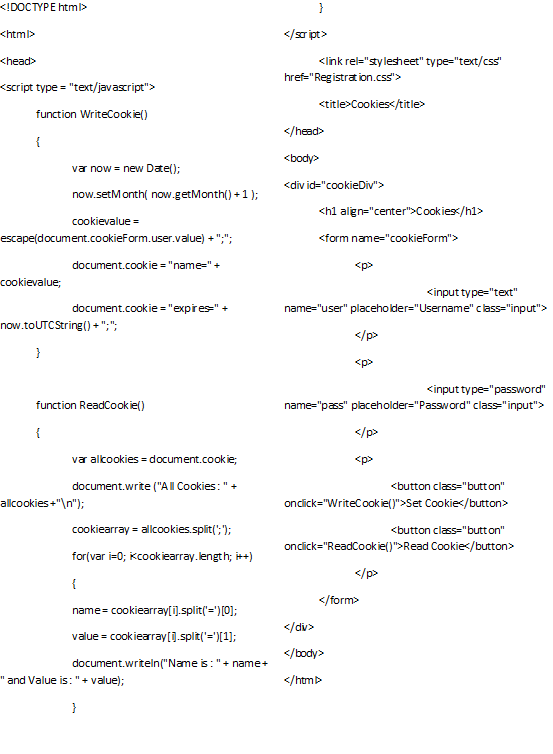 <!DOCTYPE html>
<html>
<head>
<script type = "text/javascript">
function WriteCookie()
{
var now = new Date();
now.setMonth( now.getMonth() + 1 );
cookievalue =
escape(document.cookieForm.user.value) + ";";
document.cookie = "name=" +
cookievalue;
document.cookie = "expires=" +
now.toUTCString() + ";";
}
function ReadCookie()
{
var allcookies = document.cookie;
document.write ("All Cookies : " +
allcookies +"\n");
cookiearray = allcookies.split(';');
for(var i=0; i<cookiearray.length; i++)
{
name = cookiearray[i].split('=')[0];
value = cookiearray[i].split('=')[1];
document.writeln("Name is : " + name +
" and Value is : " + value);
}
}
</script>
<link rel="stylesheet" type="text/css"
href="Registration.css">
<title>Cookies</title>
</head>
<body>
<div id="cookieDiv">
<h1 align="center">Cookies</h1>
<form name="cookieForm">
<p>
<input type="text"
name="user" placeholder="Username" class="input">
</p>
<p>
<input type="password"
name="pass" placeholder="Password" class="input">
</p>
<p>
<button class="button"
onclick="WriteCookie()">Set Cookie</button>
<button class="button"
onclick="ReadCookie()">Read Cookie</button>
</p>
</form>
</div>
</body>
</html>